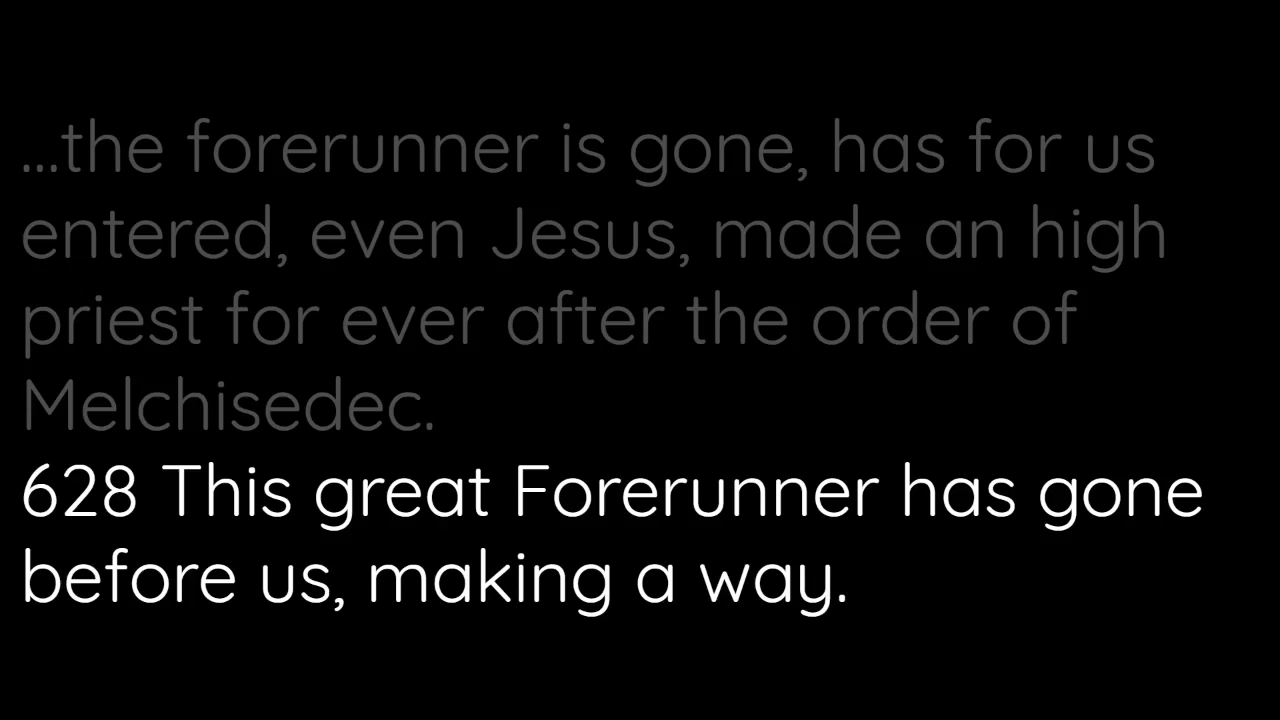 ...the forerunner is gone, has for us
entered, even Jesus, made an high
priest for ever after the order of
Melchisedec.
628 This great Forerunner has gone
before us, making a way.